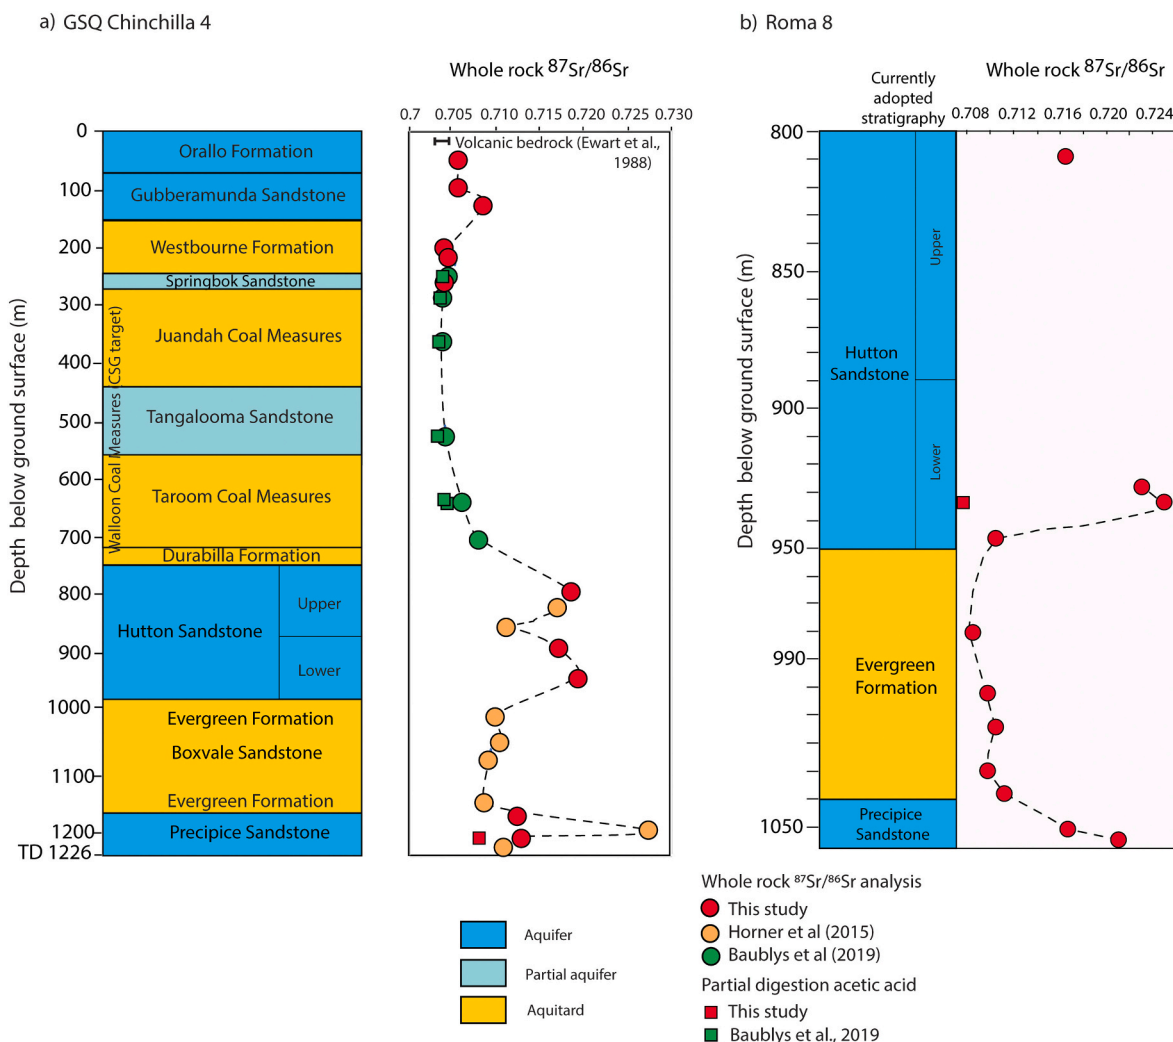 a) GSQ Chinchilla 4
Whole rock ⁸⁷Sr/⁸⁶Sr
0.7 0.705 0.710 0.715 0.720 0.725 0.730
Volcanic bedrock (Ewart et al.,
1988)
Depth below ground surface (m)
0
100
200
300
400
500
600
700
800
900
1000
1100
1200
TD 1226
Orallo Formation
Gubberamunda Sandstone
Westbourne Formation
Springbok Sandstone
Walloon Coal Measures (CSG target)
Juandah Coal Measures
Tangalooma Sandstone
Taroom Coal Measures
Durabilla Formation
Hutton Sandstone
Upper
Lower
Evergreen Formation
Boxvale Sandstone
Evergreen Formation
Precipice Sandstone
b) Roma 8
Currently
adopted
stratigraphy
Whole rock ⁸⁷Sr/⁸⁶Sr
0.708 0.712 0.716 0.720 0.724
Depth below ground surface (m)
800
850
900
950
990
1050
Hutton
Sandstone
Upper
Lower
Evergreen
Formation
Precipice
Sandstone
Aquifer
Partial aquifer
Aquitard
Whole rock ⁸⁷Sr/⁸⁶Sr analysis
This study
Horner et al (2015)
Baublys et al (2019)
Partial digestion acetic acid
This study
Baublys et al., 2019